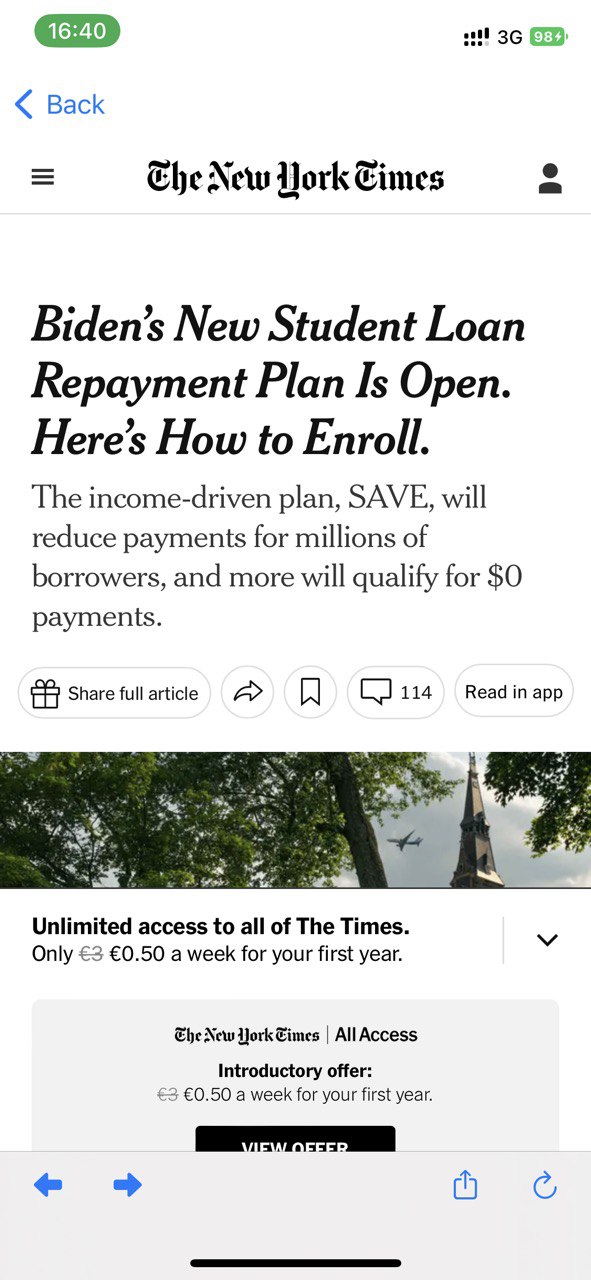 16:40
3G 98
Back
The New York Times
Biden’s New Student Loan
Repayment Plan Is Open.
Here’s How to Enroll.
The income-driven plan, SAVE, will
reduce payments for millions of
borrowers, and more will qualify for $0
payments.
Share full article
114
Read in app
Unlimited access to all of The Times.
Only €3 €0.50 a week for your first year.
The New York Times | All Access
Introductory offer:
€3 €0.50 a week for your first year.
VIEW OFFER